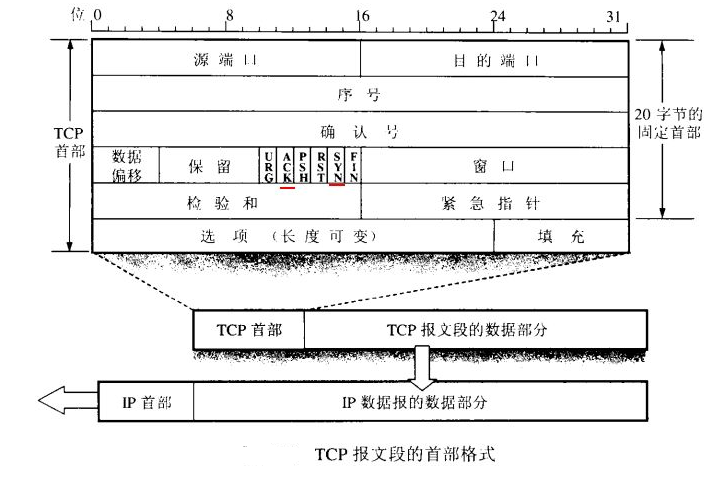 位 0 8 16 24 31
源端口 目的端口
序号
TCP 首部
确认号
20 字节的固定首部
数据偏移 保留 URG ACK PSH RST SYN FIN 窗口
检验和 紧急指针
选项 (长度可变) 填充
TCP 首部 TCP 报文段的数据部分
IP 首部 IP 数据报的数据部分
TCP 报文段的首部格式